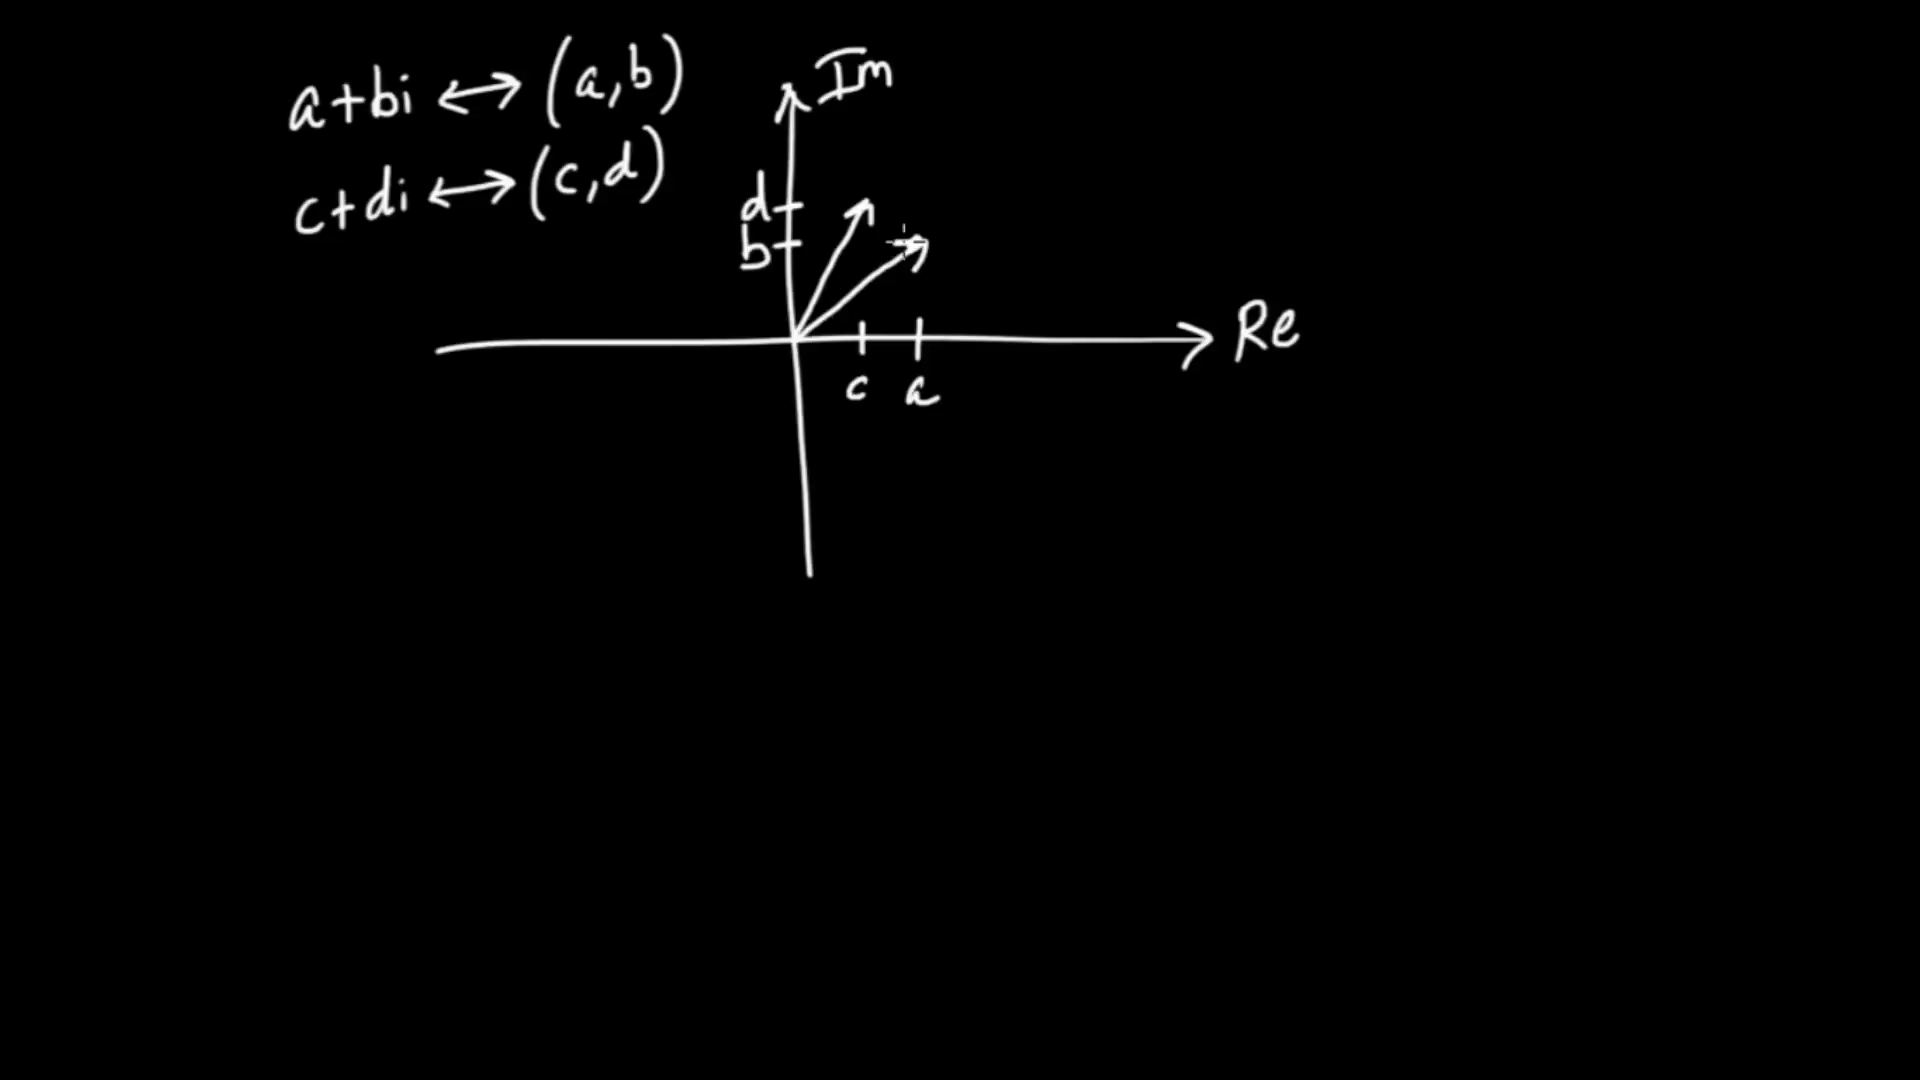 a+bi ↔ (a,b)
c+di ↔ (c,d)
Im
d
b
Re
c a